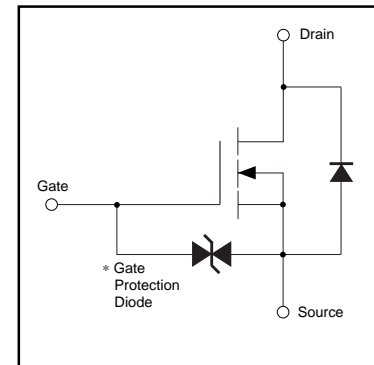 Drain
Gate
* Gate
Protection
Diode
Source